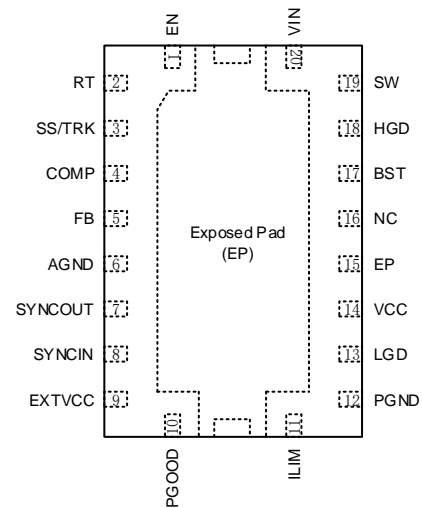 EN
VIN
1
20
RT 2
19 SW
SS/TRK 3
18 HGD
COMP 4
17 BST
FB 5
16 NC
Exposed Pad
(EP)
AGND 6
15 EP
SYNCOUT 7
14 VCC
SYNCIN 8
13 LGD
EXTVCC 9
12 PGND
10
11
PGOOD
ILIM